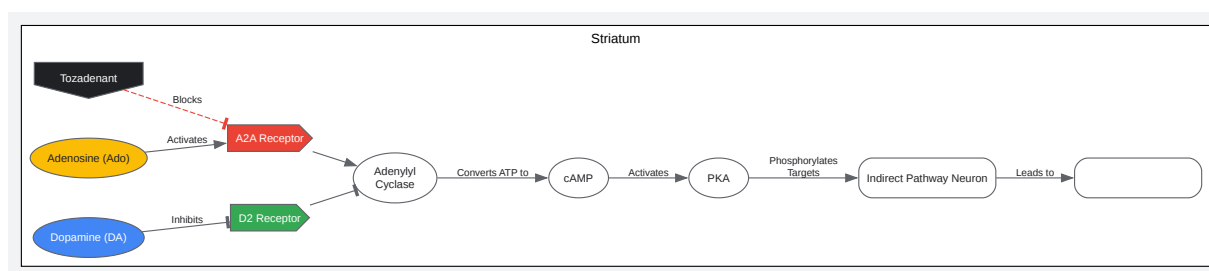 Striatum
Tozadenant
Blocks
Activates
A2A Receptor
Adenosine (Ado)
Adenylyl
Cyclase
Converts ATP to
cAMP
Activates
PKA
Phosphorylates
Targets
Indirect Pathway Neuron
Leads to
D2 Receptor
Inhibits
Dopamine (DA)